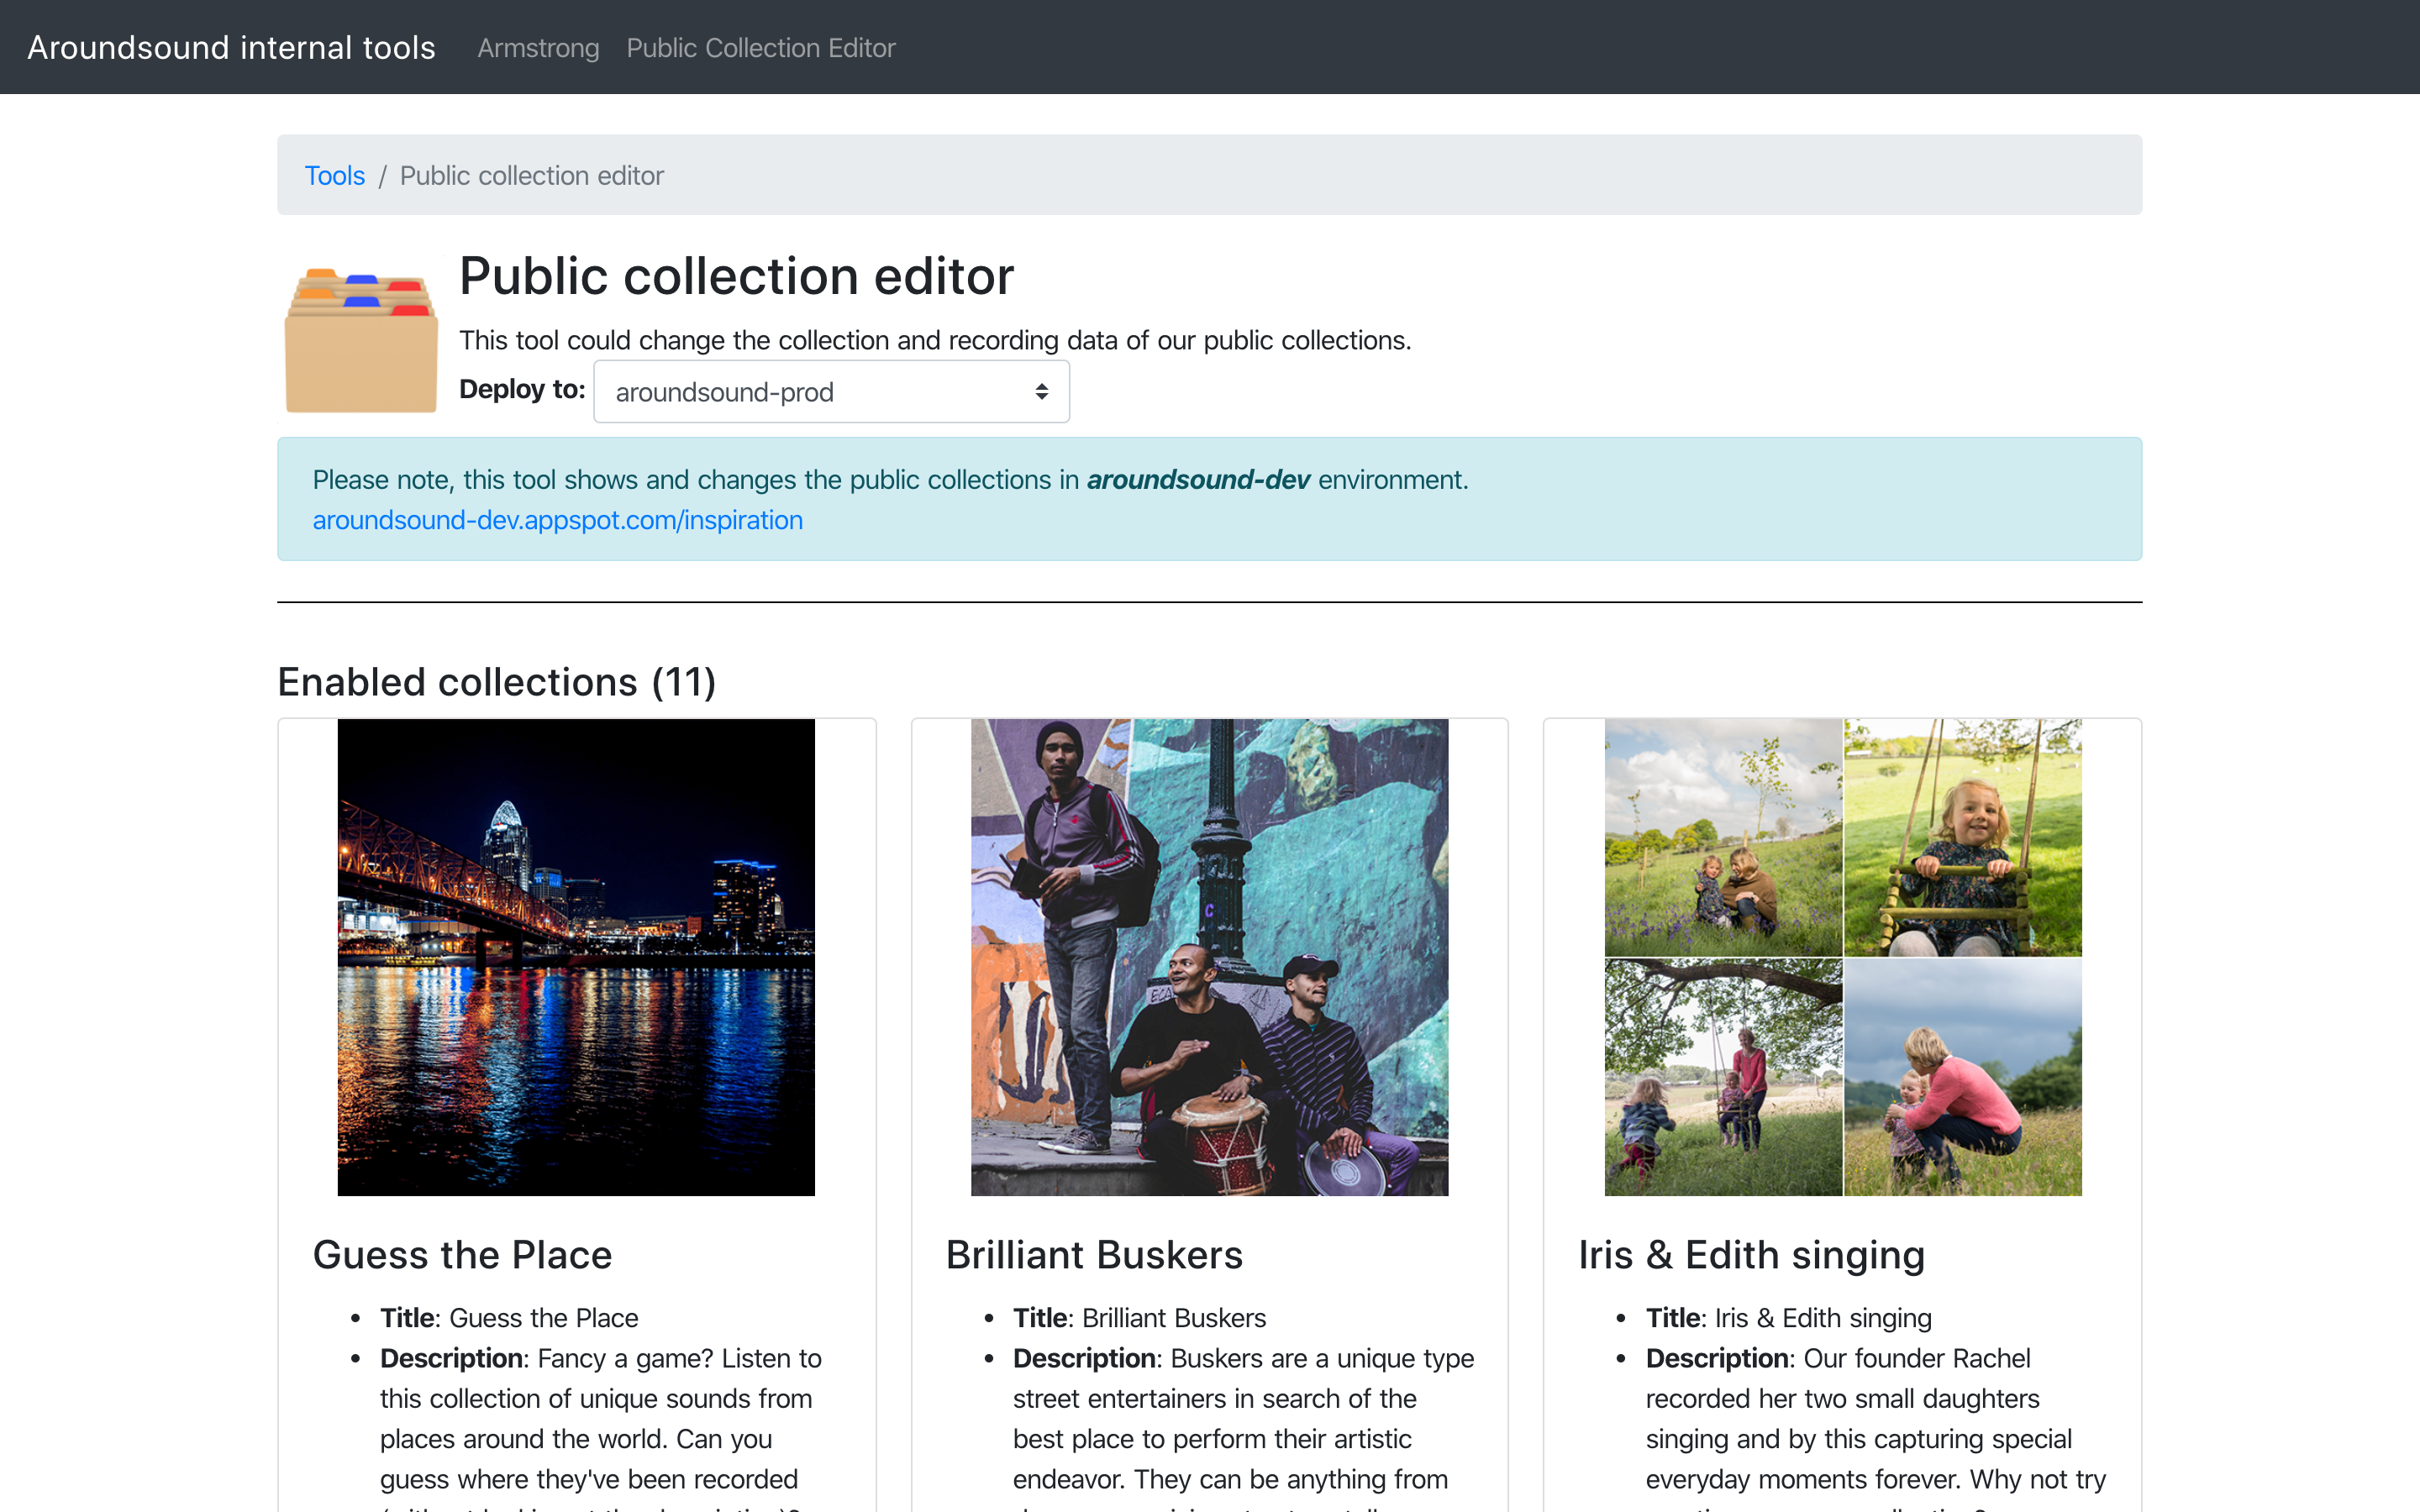 Aroundsound internal tools Armstrong Public Collection Editor
Tools / Public collection editor
Public collection editor
This tool could change the collection and recording data of our public collections.
Deploy to: aroundsound-prod
Please note, this tool shows and changes the public collections in aroundsound-dev environment.
aroundsound-dev.appspot.com/inspiration
Enabled collections (11)
Guess the Place
• Title: Guess the Place
• Description: Fancy a game? Listen to
this collection of unique sounds from
places around the world. Can you
guess where they've been recorded
Brilliant Buskers
• Title: Brilliant Buskers
• Description: Buskers are a unique type
street entertainers in search of the
best place to perform their artistic
endeavor. They can be anything from
Iris & Edith singing
• Title: Iris & Edith singing
• Description: Our founder Rachel
recorded her two small daughters
singing and by this capturing special
everyday moments forever. Why not try